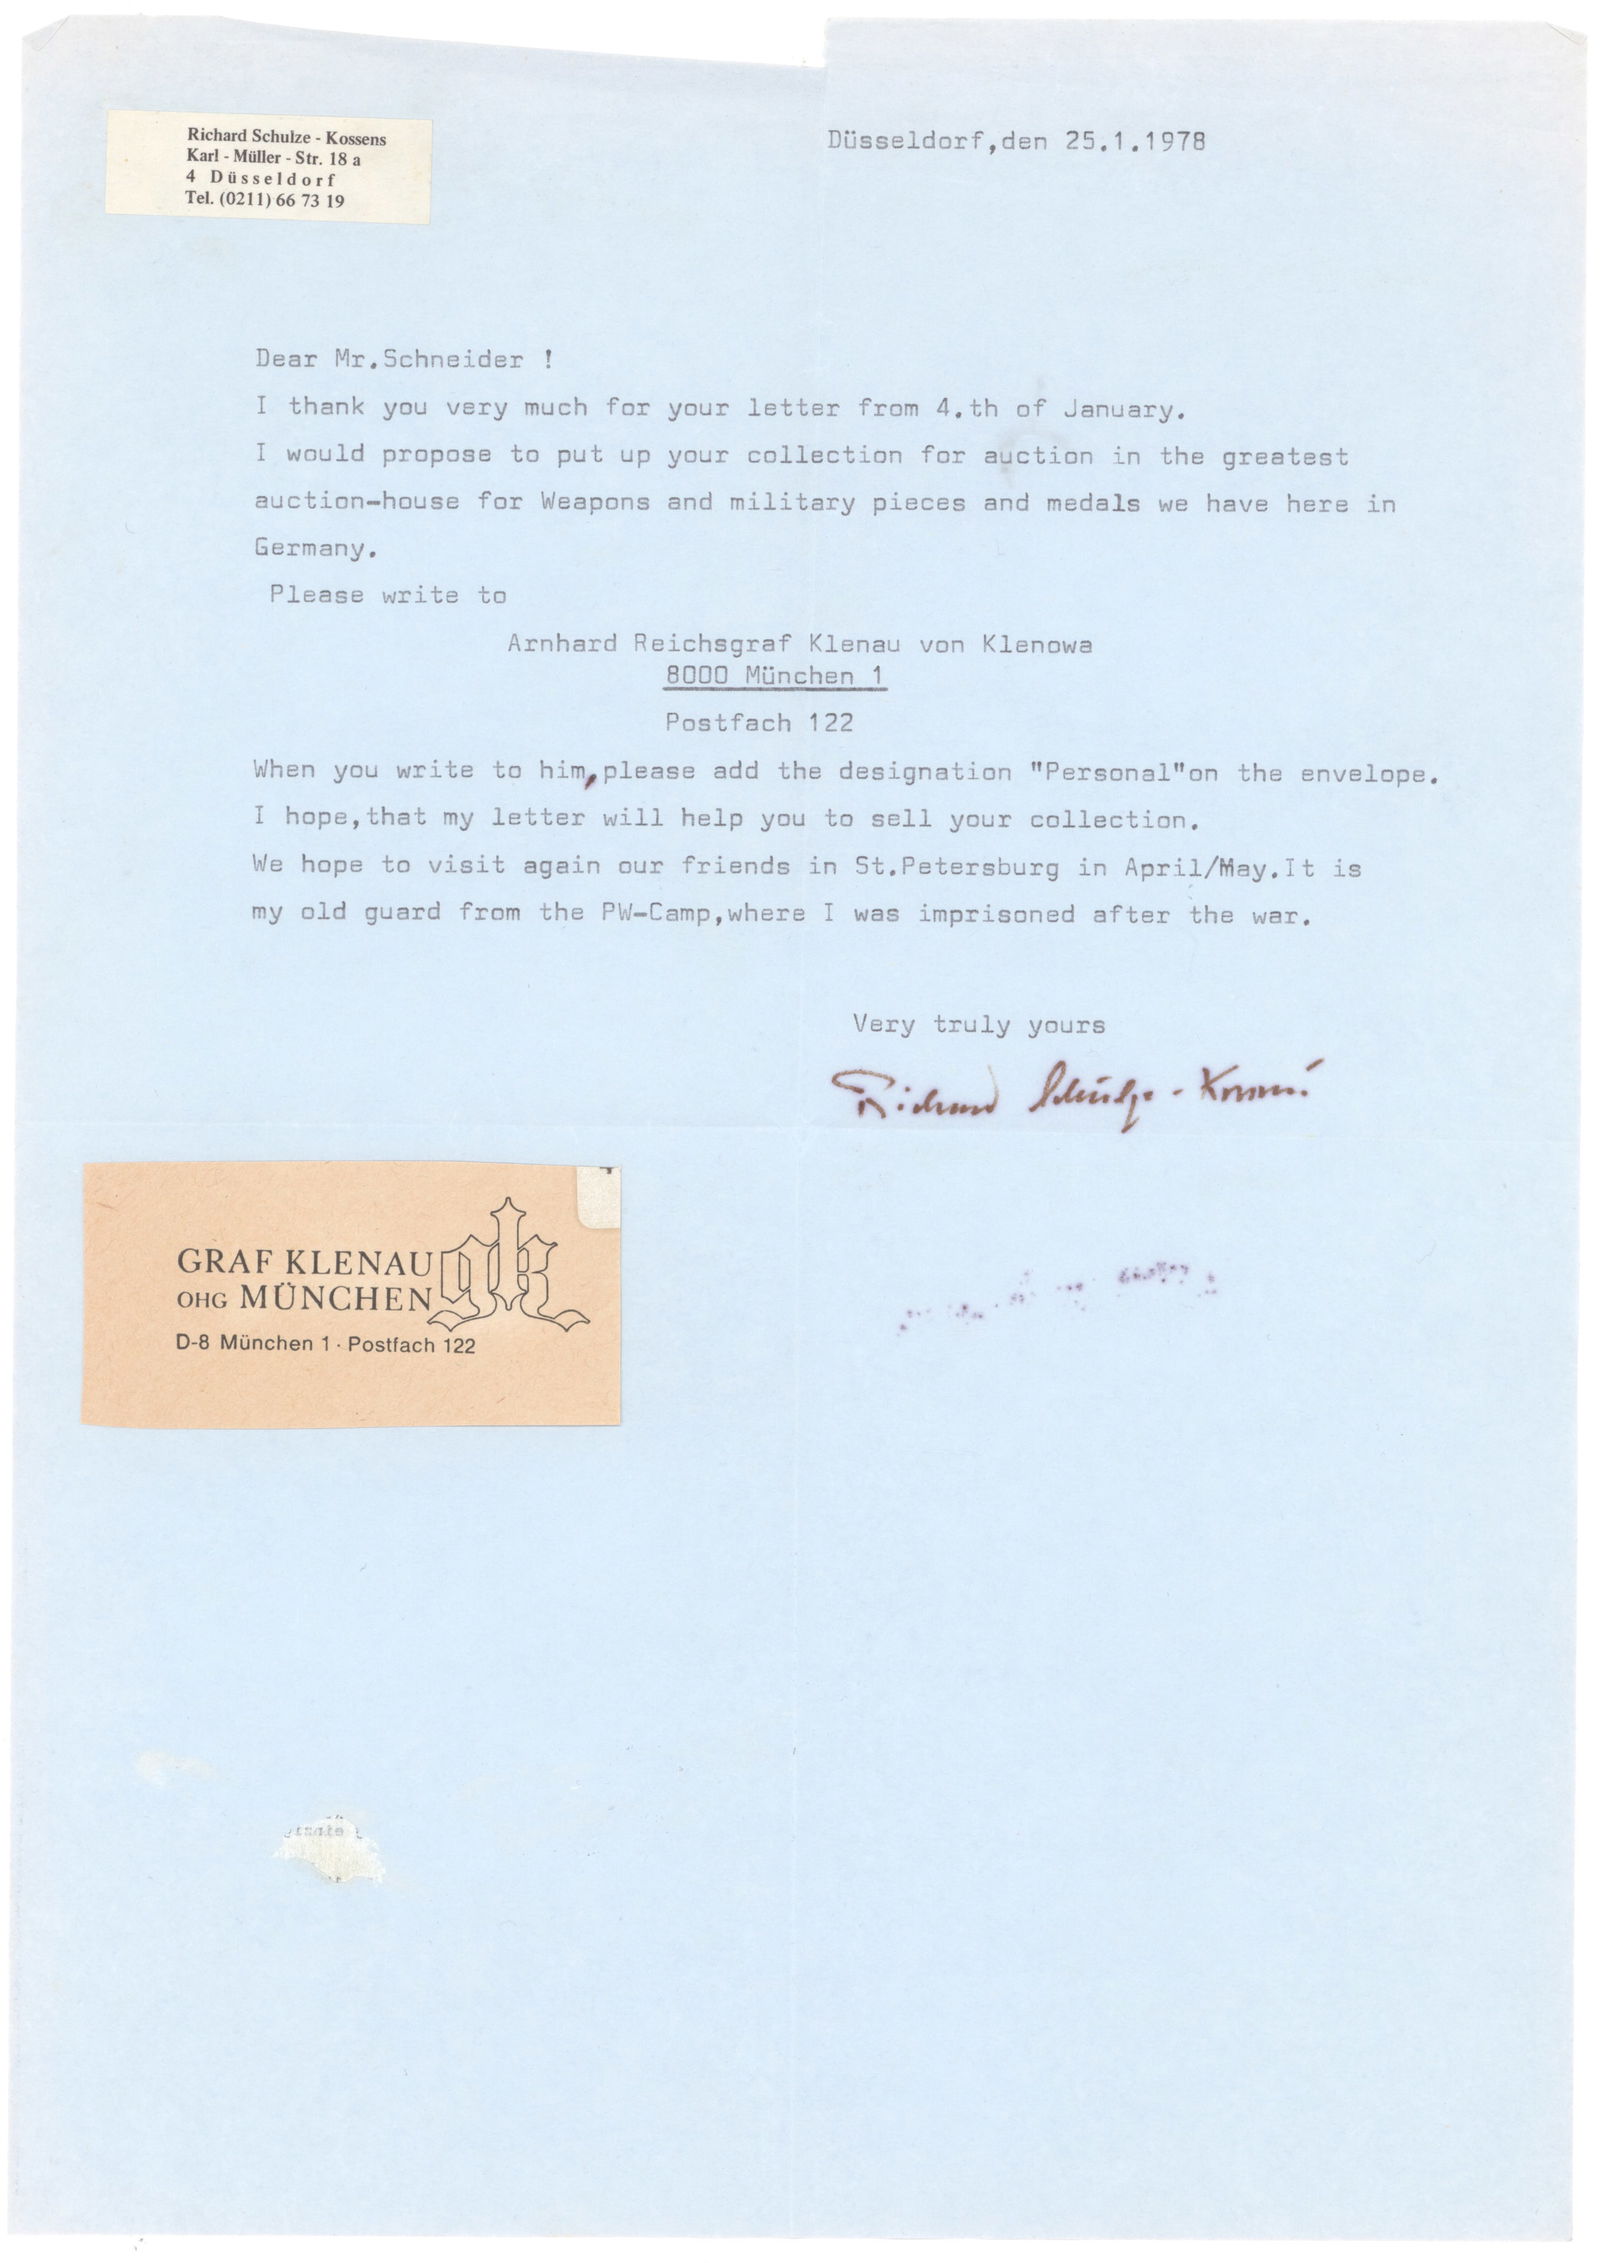 Richard Schulze - Kossens
Karl - Müller - Str. 18 a
4 Düsseldorf
Tel. (0211) 66 73 19
Düsseldorf,den 25.1.1978
Dear Mr.Schneider !
I thank you very much for your letter from 4.th of January.
I would propose to put up your collection for auction in the greatest
auction-house for Weapons and military pieces and medals we have here in
Germany.
Please write to
Arnhard Reichsgraf Klenau von Klenowa
8000 München 1
Postfach 122
When you write to him,please add the designation "Personal"on the envelope.
I hope,that my letter will help you to sell your collection.
We hope to visit again our friends in St.Petersburg in April/May.It is
my old guard from the PW-Camp,where I was imprisoned after the war.
Very truly yours
Richard Schulze - Kossens
GRAF KLENAU
OHG MÜNCHEN
gk
D-8 München 1 · Postfach 122